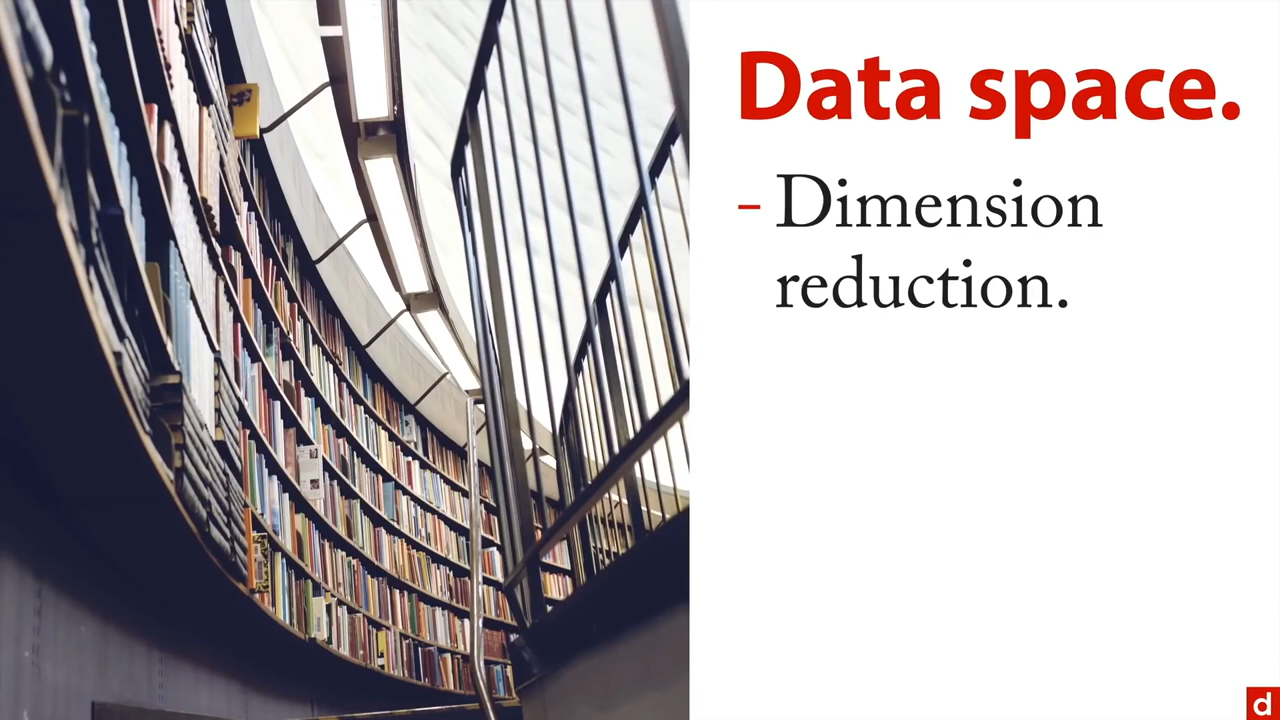 Data space.
- Dimension
reduction.
d